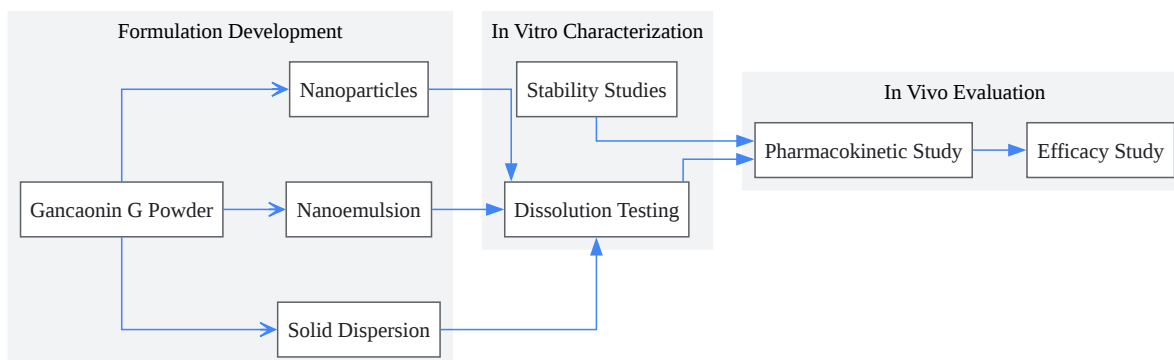 Formulation Development
Nanoparticles
Gancaonin G Powder
Nanoemulsion
Solid Dispersion
In Vitro Characterization
Stability Studies
Dissolution Testing
In Vivo Evaluation
Pharmacokinetic Study
Efficacy Study